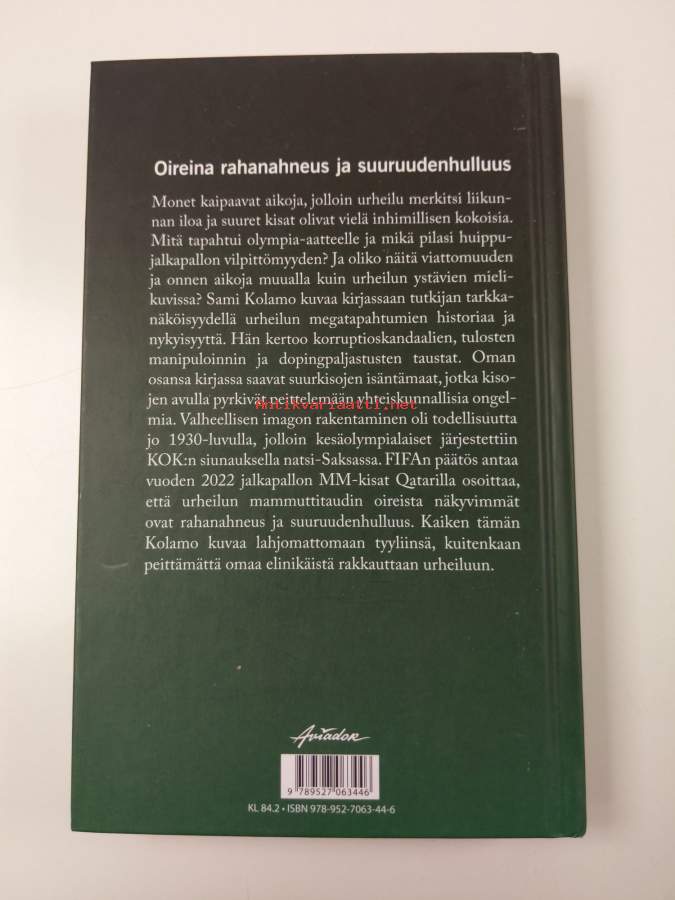 Oireina rahanahneus ja suuruudenhulluus
Monet kaipaavat aikoja, jolloin urheilu merkitsi liikun-
nan iloa ja suuret kisat olivat vielä inhimillisen kokoisia.
Mitä tapahtui olympia-aatteelle ja mikä pilasi huippu-
jalkapallon vilpittömyyden? Ja oliko näitä viattomuuden
ja onnen aikoja muualla kuin urheilun ystävien mieli-
kuvissa? Sami Kolamo kuvaa kirjassaan tutkijan tarkka-
näköisyydellä urheilun megatapahtumien historiaa ja
nykyisyyttä. Hän kertoo korruptioskandaalien, tulosten
manipuloinnin ja dopingpaljastusten taustat. Oman
osansa kirjassa saavat suurkisojen isäntämaat, jotka kiso-
jen avulla pyrkivät peittelemään yhteiskunnallisia ongel-
Antikvariaatti.net
mia. Valheellisen imagon rakentaminen oli todellisuutta
jo 1930-luvulla, jolloin kesäolympialaiset järjestettiin
KOK:n siunauksella natsi-Saksassa. FIFAn päätös antaa
vuoden 2022 jalkapallon MM-kisat Qatarilla osoittaa,
että urheilun mammuttitaudin oireista näkyvimmät
ovat rahanahneus ja suuruudenhulluus. Kaiken tämän
Kolamo kuvaa lahjomattomaan tyyliinsä, kuitenkaan
peittämättä omaa elinikäistä rakkauttaan urheiluun.
Aviador
9 789527 063446
KL 84.2 • ISBN 978-952-7063-44-6